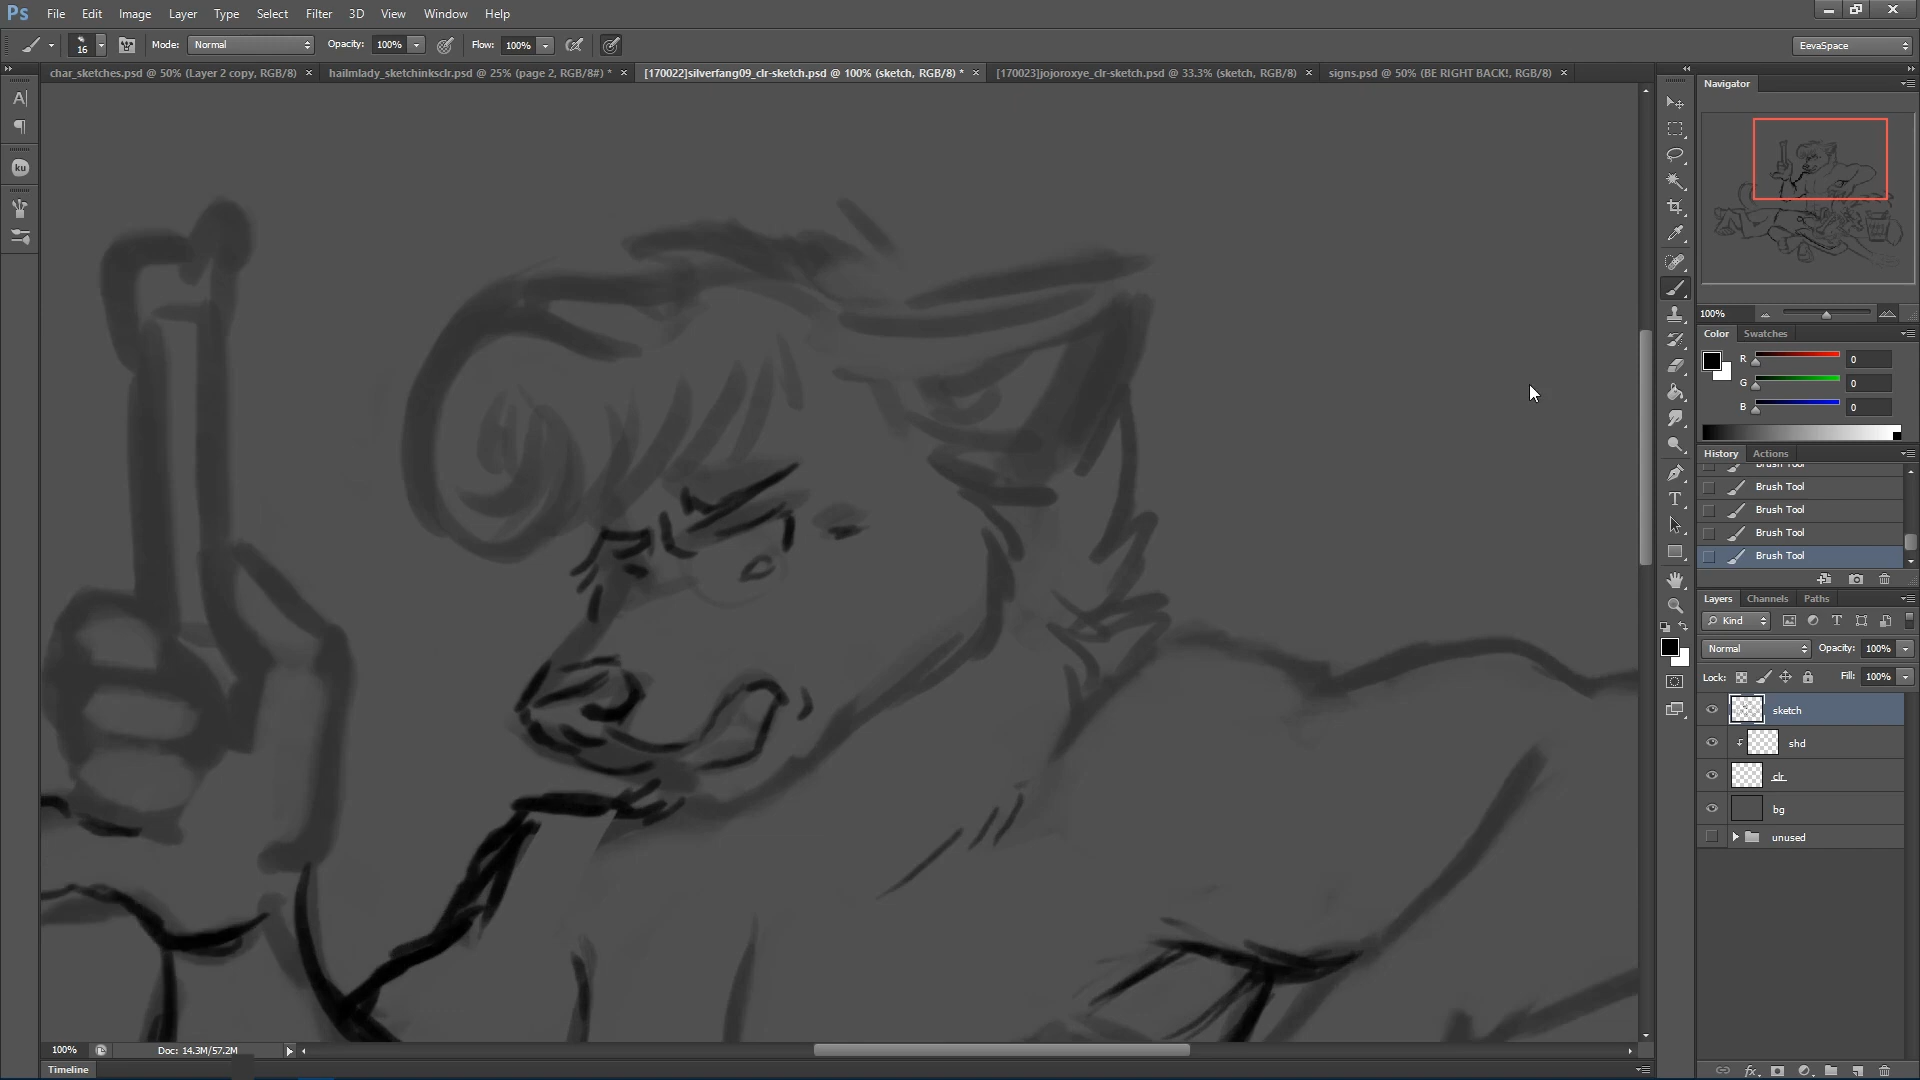 Ps File Edit Image Layer Type Select Filter 3D View Window Help
16 Mode: Normal Opacity: 100% Flow: 100% EevaSpace
char_sketches.psd @ 50% (Layer 2 copy, RGB/8) × hailmlady_sketchinksclr.psd @ 25% (page 2, RGB/8#) * × [170022]silverfang09_clr-sketch.psd @ 100% (sketch, RGB/8) * × [170023]jojoroxye_clr-sketch.psd @ 33.3% (sketch, RGB/8) × signs.psd @ 50% (BE RIGHT BACK!, RGB/8) ×
Navigator
A|
ku
100%
Color Swatches
R 0
G 0
B 0
History Actions
Brush Tool
Brush Tool
Brush Tool
Brush Tool
Brush Tool
Layers Channels Paths
Kind
Normal Opacity: 100%
Lock: Fill: 100%
sketch
shd
clr
bg
unused
100% Doc: 14.3M/57.2M
Timeline
fx